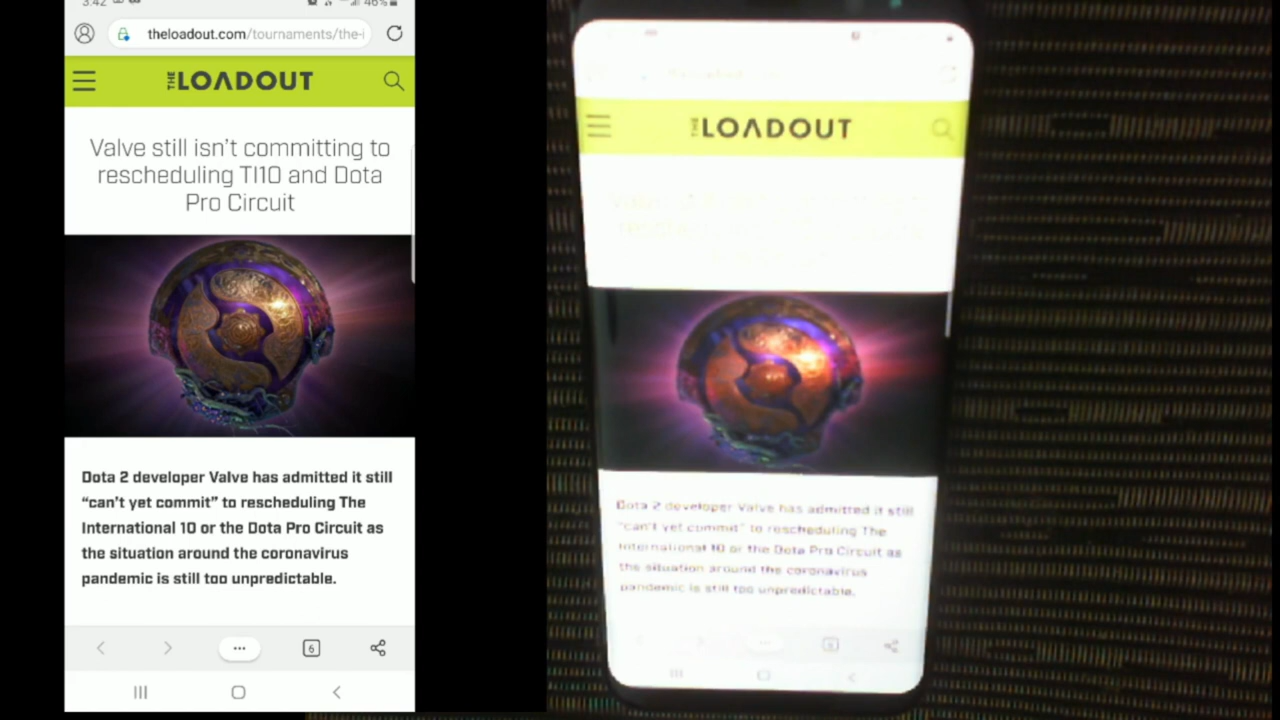 3:42
46%
theloadout.com/tournaments/the-i
THE LOADOUT
Valve still isn't committing to
rescheduling TI10 and Dota
Pro Circuit
Dota 2 developer Valve has admitted it still
“can't yet commit” to rescheduling The
International 10 or the Dota Pro Circuit as
the situation around the coronavirus
pandemic is still too unpredictable.
6
THE LOADOUT
Dota 2 developer Valve has admitted it still
“can't yet commit” to rescheduling The
International 10 or the Dota Pro Circuit as
the situation around the coronavirus
pandemic is still too unpredictable.
6